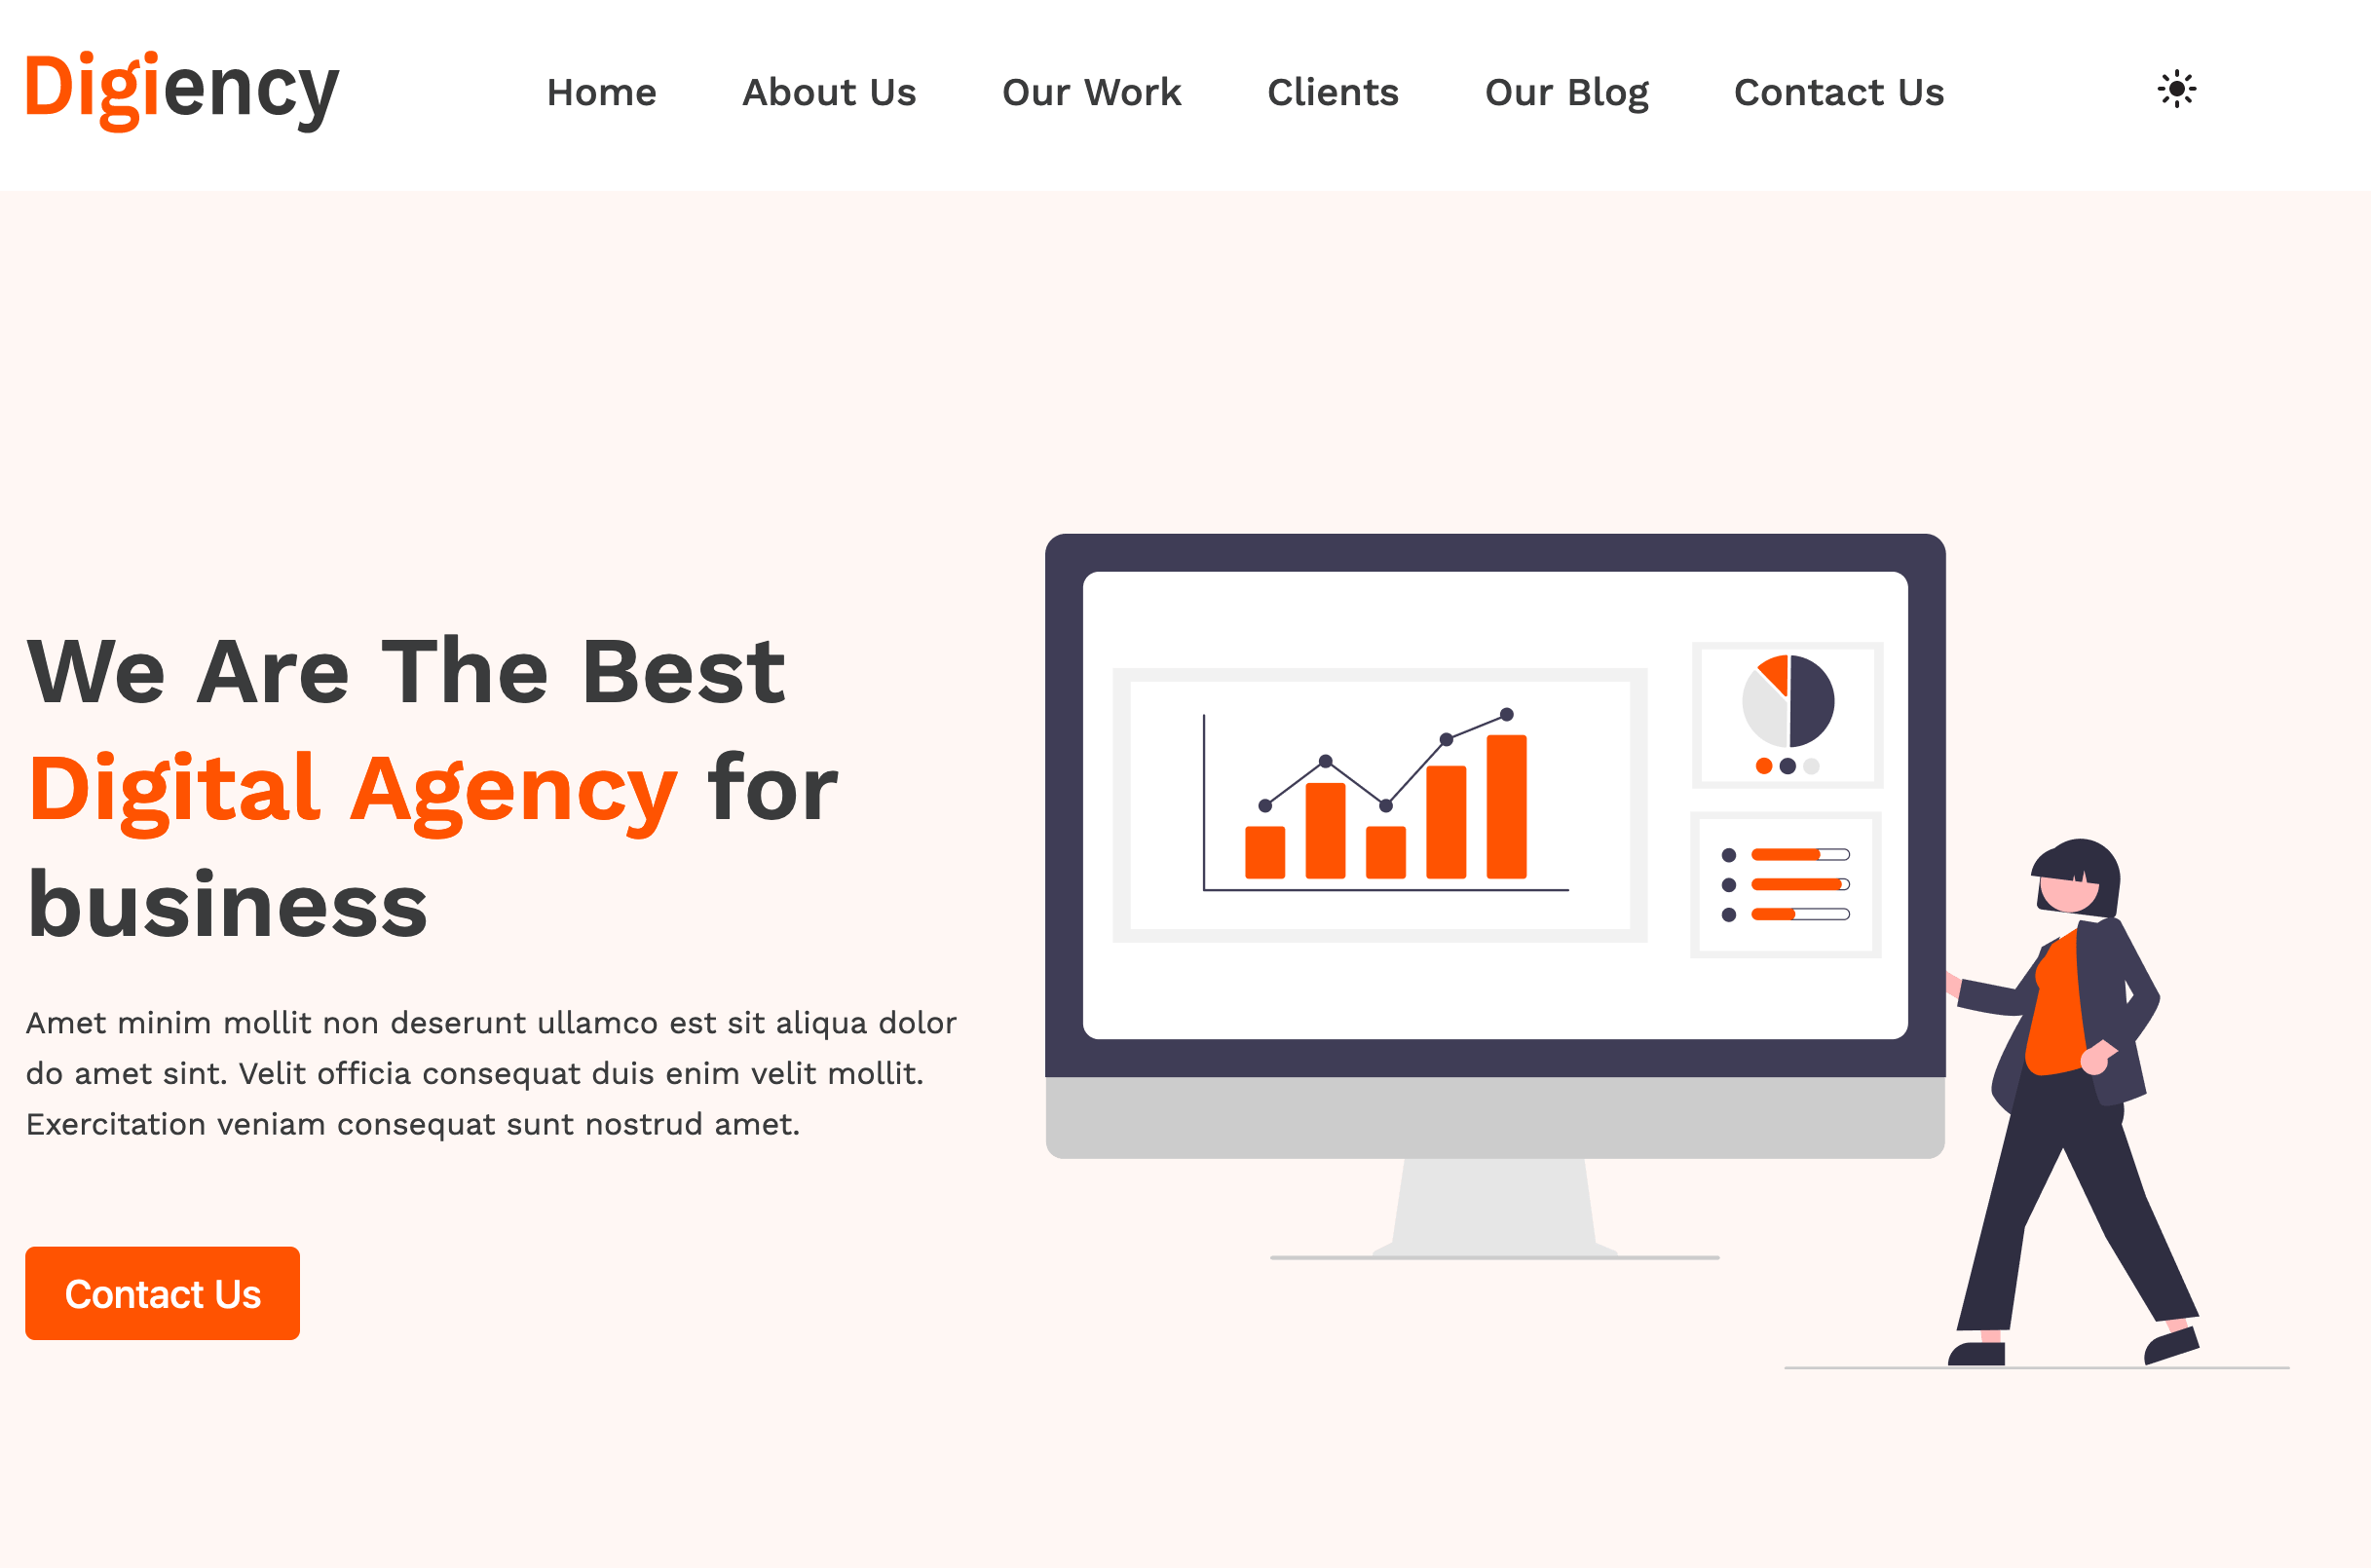 Digiency
Home About Us Our Work Clients Our Blog Contact Us
We Are The Best
Digital Agency for
business
Amet minim mollit non deserunt ullamco est sit aliqua dolor
do amet sint. Velit officia consequat duis enim velit mollit.
Exercitation veniam consequat sunt nostrud amet.
Contact Us